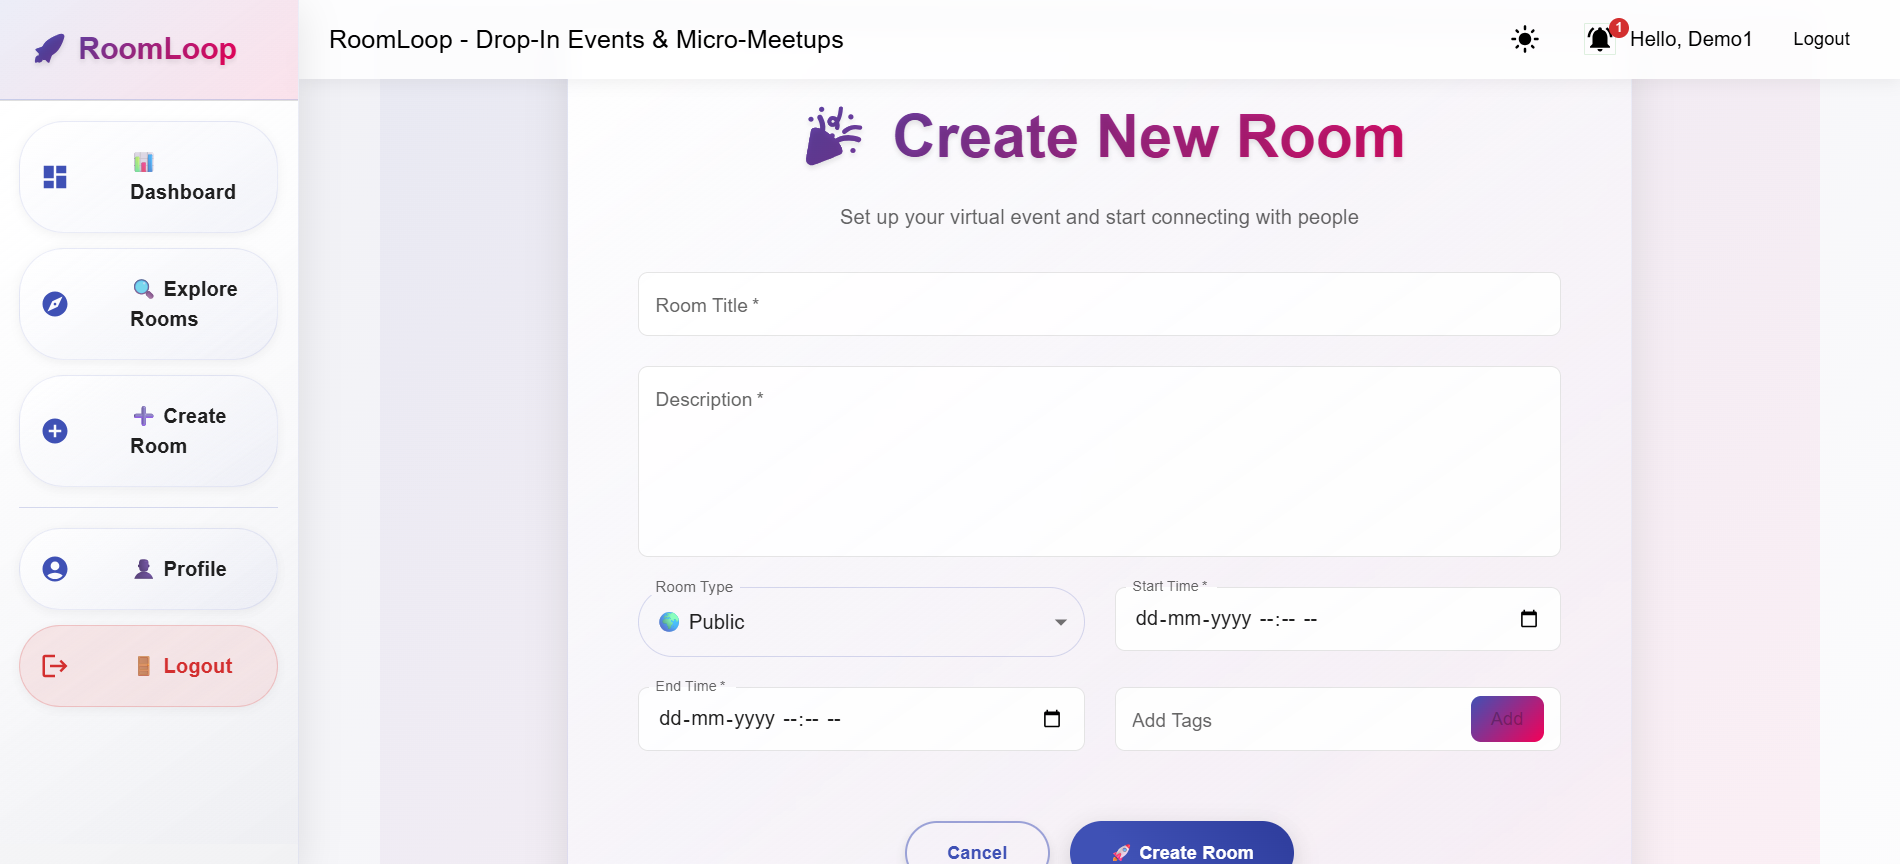 RoomLoop
RoomLoop - Drop-In Events & Micro-Meetups
1
Hello, Demo1
Logout
Dashboard
Explore
Rooms
Create
Room
Profile
Logout
Create New Room
Set up your virtual event and start connecting with people
Room Title *
Description *
Room Type
Public
Start Time *
dd-mm-yyyy --:-- --
End Time *
dd-mm-yyyy --:-- --
Add Tags
Add
Cancel
Create Room